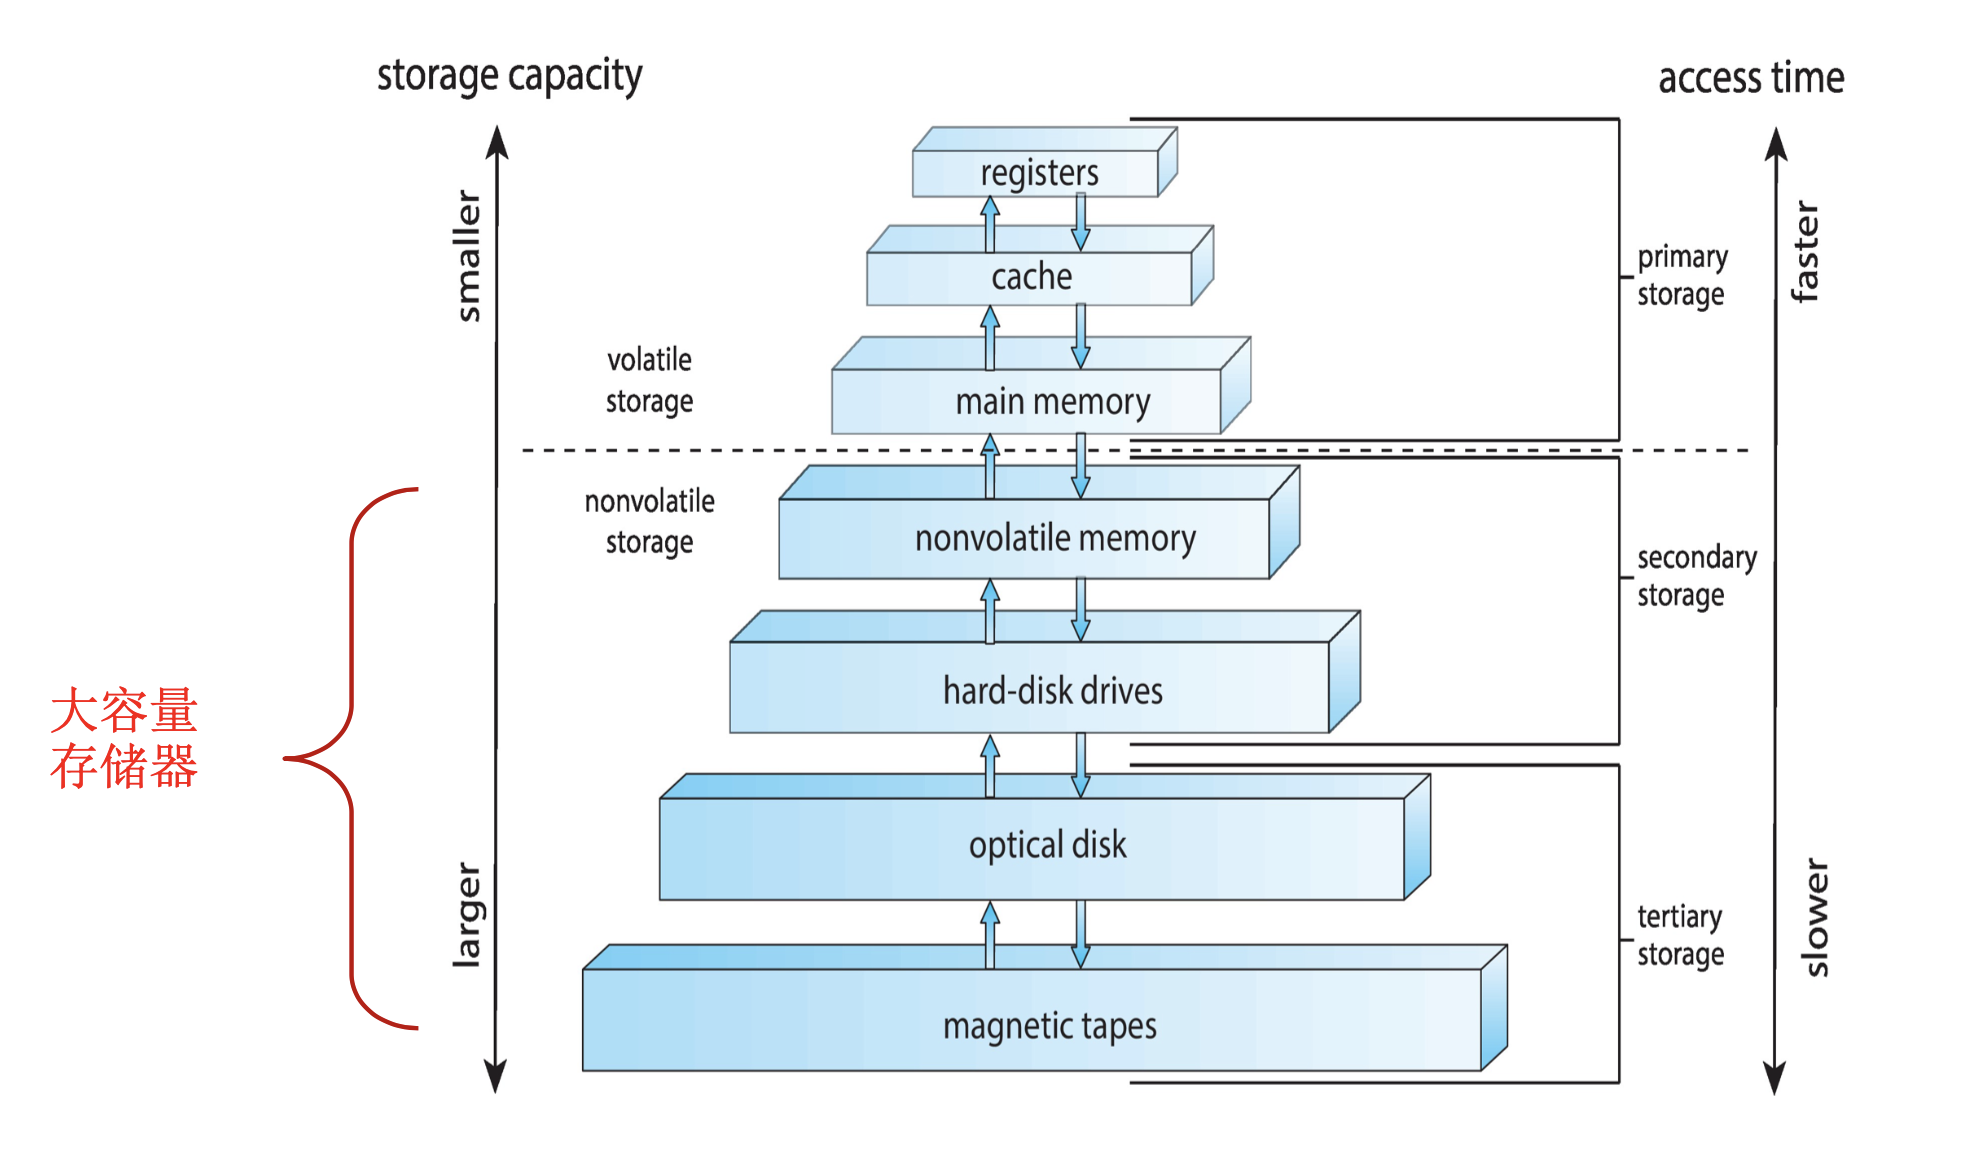 storage capacity
access time
smaller
larger
faster
slower
registers
cache
main memory
nonvolatile memory
hard-disk drives
optical disk
magnetic tapes
volatile
storage
nonvolatile
storage
primary
storage
secondary
storage
tertiary
storage
大容量
存储器